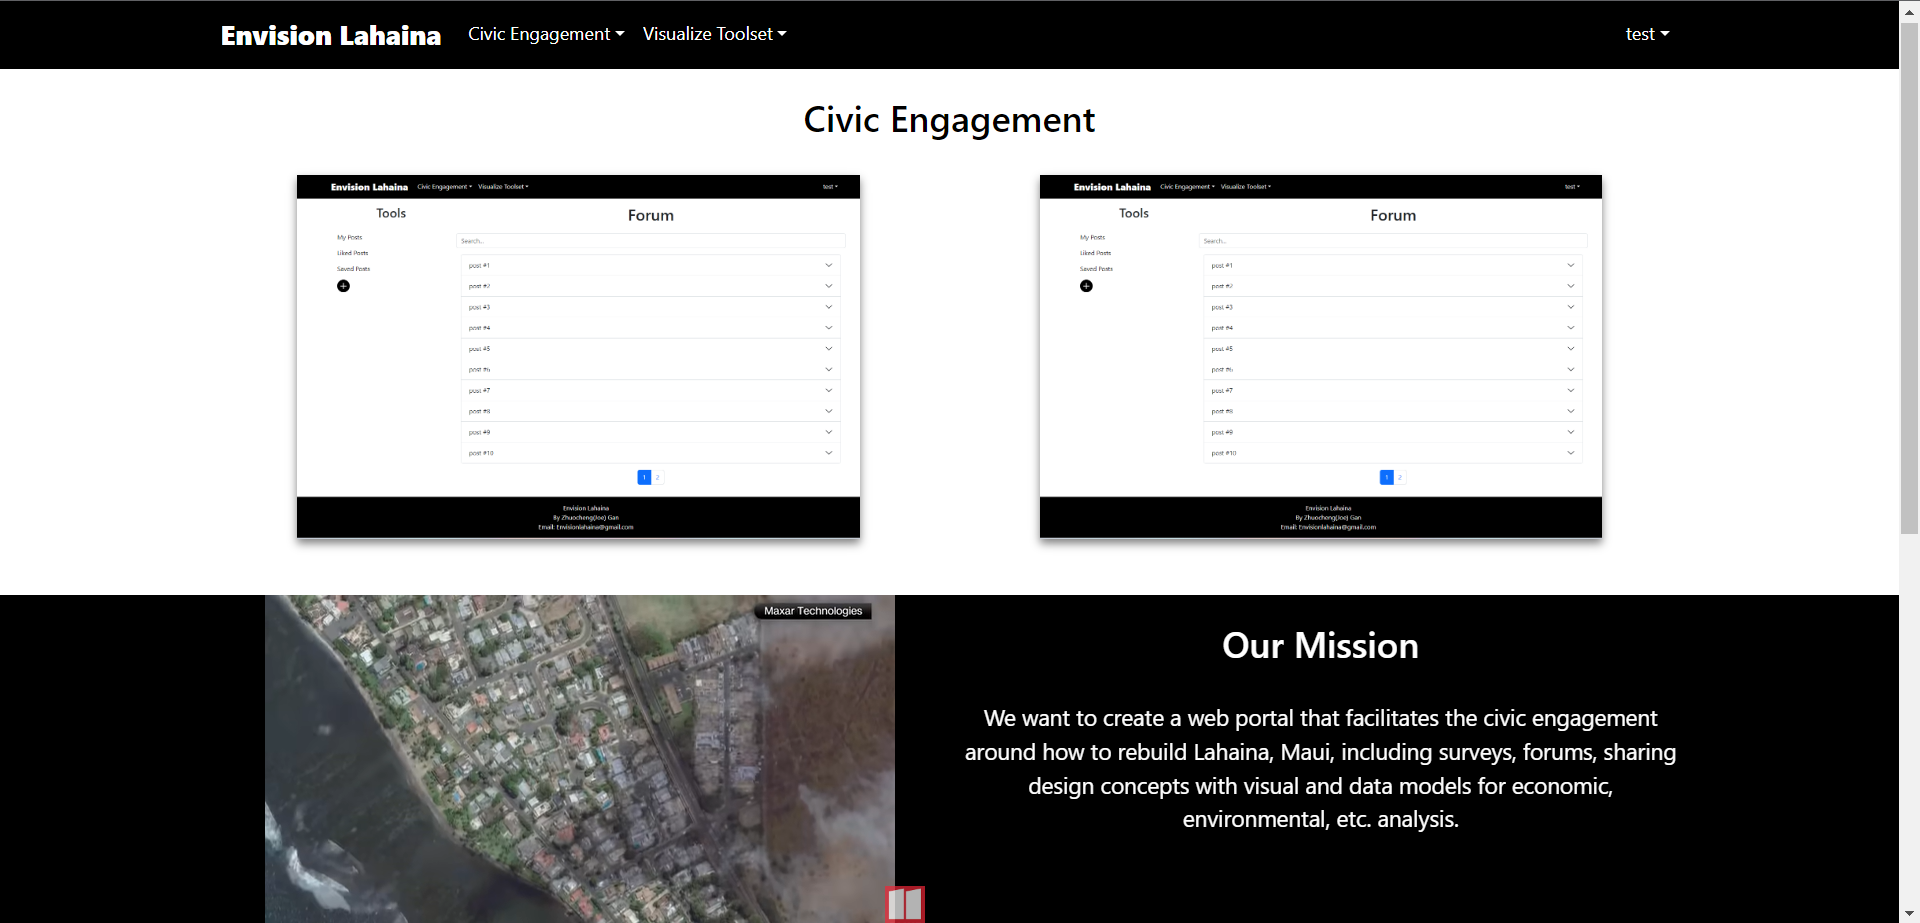 Envision Lahaina Civic Engagement Visualize Toolset test
Civic Engagement
Envision Lahaina Civic Engagement Visualize Toolset test
Tools
Forum
My Posts
Liked Posts
Saved Posts
Search...
post #1
post #2
post #3
post #4
post #5
post #6
post #7
post #8
post #9
post #10
1 2
Envision Lahaina
By Zhuocheng(Joe) Gan
Email: Envisionlahaina@gmail.com
Envision Lahaina Civic Engagement Visualize Toolset test
Tools
Forum
My Posts
Liked Posts
Saved Posts
Search...
post #1
post #2
post #3
post #4
post #5
post #6
post #7
post #8
post #9
post #10
1 2
Envision Lahaina
By Zhuocheng(Joe) Gan
Email: Envisionlahaina@gmail.com
Maxar Technologies
Our Mission
We want to create a web portal that facilitates the civic engagement
around how to rebuild Lahaina, Maui, including surveys, forums, sharing
design concepts with visual and data models for economic,
environmental, etc. analysis.